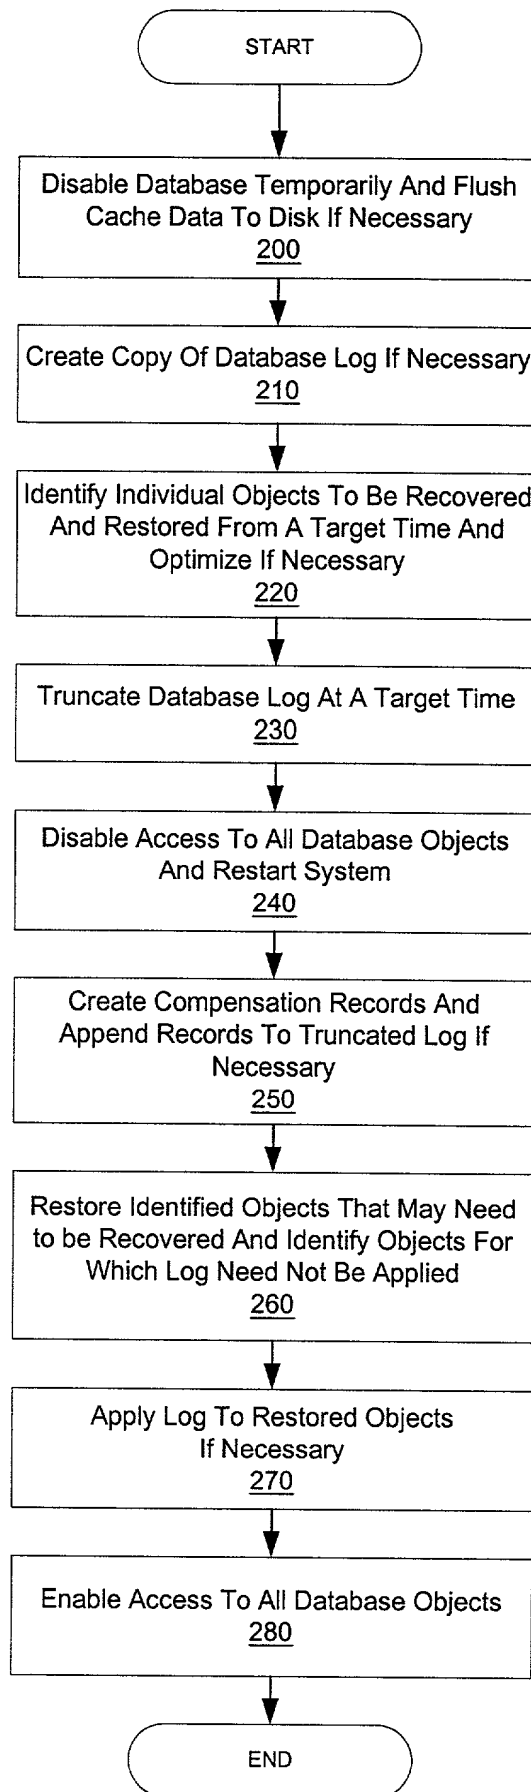 START
Disable Database Temporarily And Flush
Cache Data To Disk If Necessary
200
Create Copy Of Database Log If Necessary
210
Identify Individual Objects To Be Recovered
And Restored From A Target Time And
Optimize If Necessary
220
Truncate Database Log At A Target Time
230
Disable Access To All Database Objects
And Restart System
240
Create Compensation Records And
Append Records To Truncated Log If
Necessary
250
Restore Identified Objects That May Need
to be Recovered And Identify Objects For
Which Log Need Not Be Applied
260
Apply Log To Restored Objects
If Necessary
270
Enable Access To All Database Objects
280
END